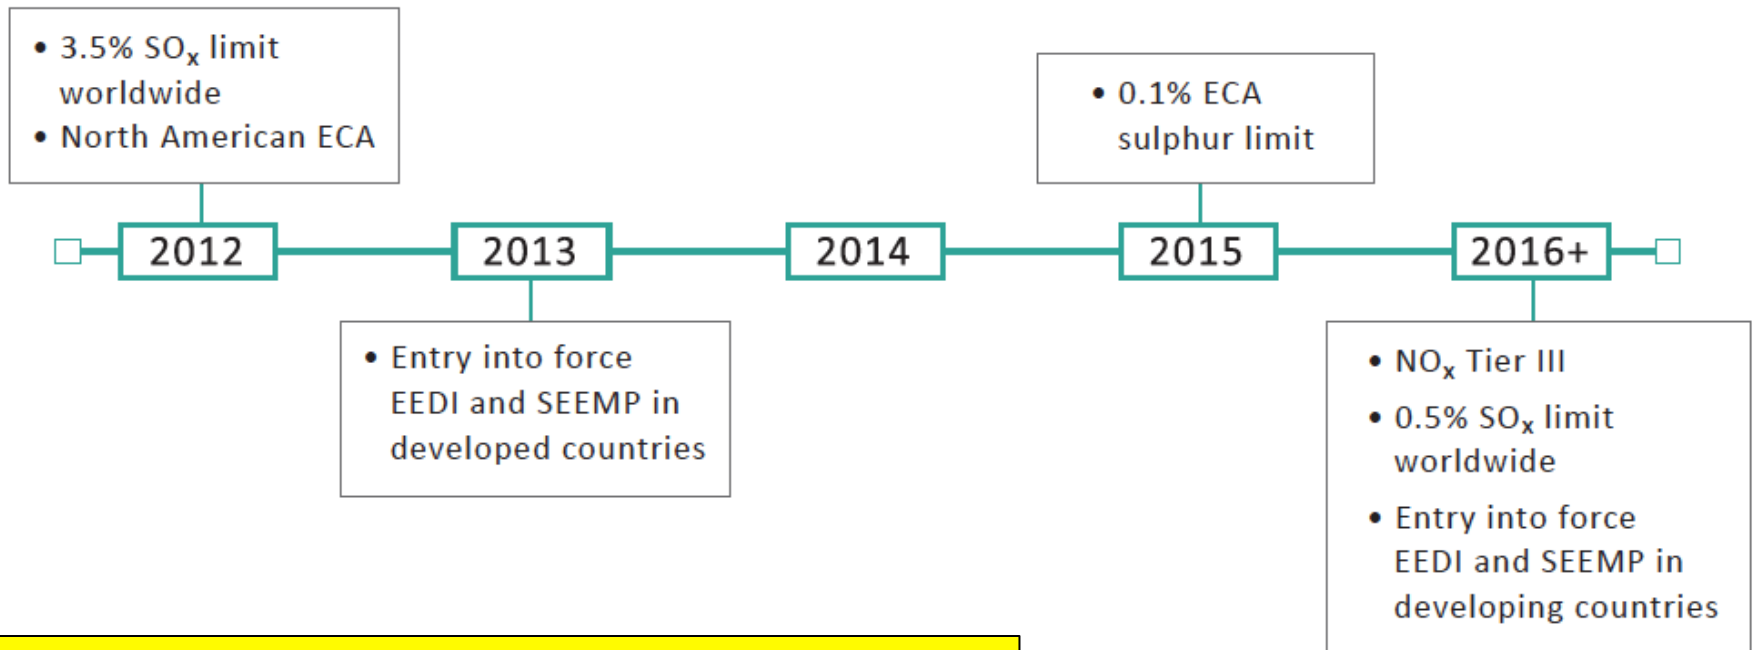 • 3.5% SOx limit
worldwide
• North American ECA
• 0.1% ECA
sulphur limit
2012
2013
2014
2015
2016+
• Entry into force
EEDI and SEEMP in
developed countries
• NOx Tier III
• 0.5% SOx limit
worldwide
• Entry into force
EEDI and SEEMP in
developing countries